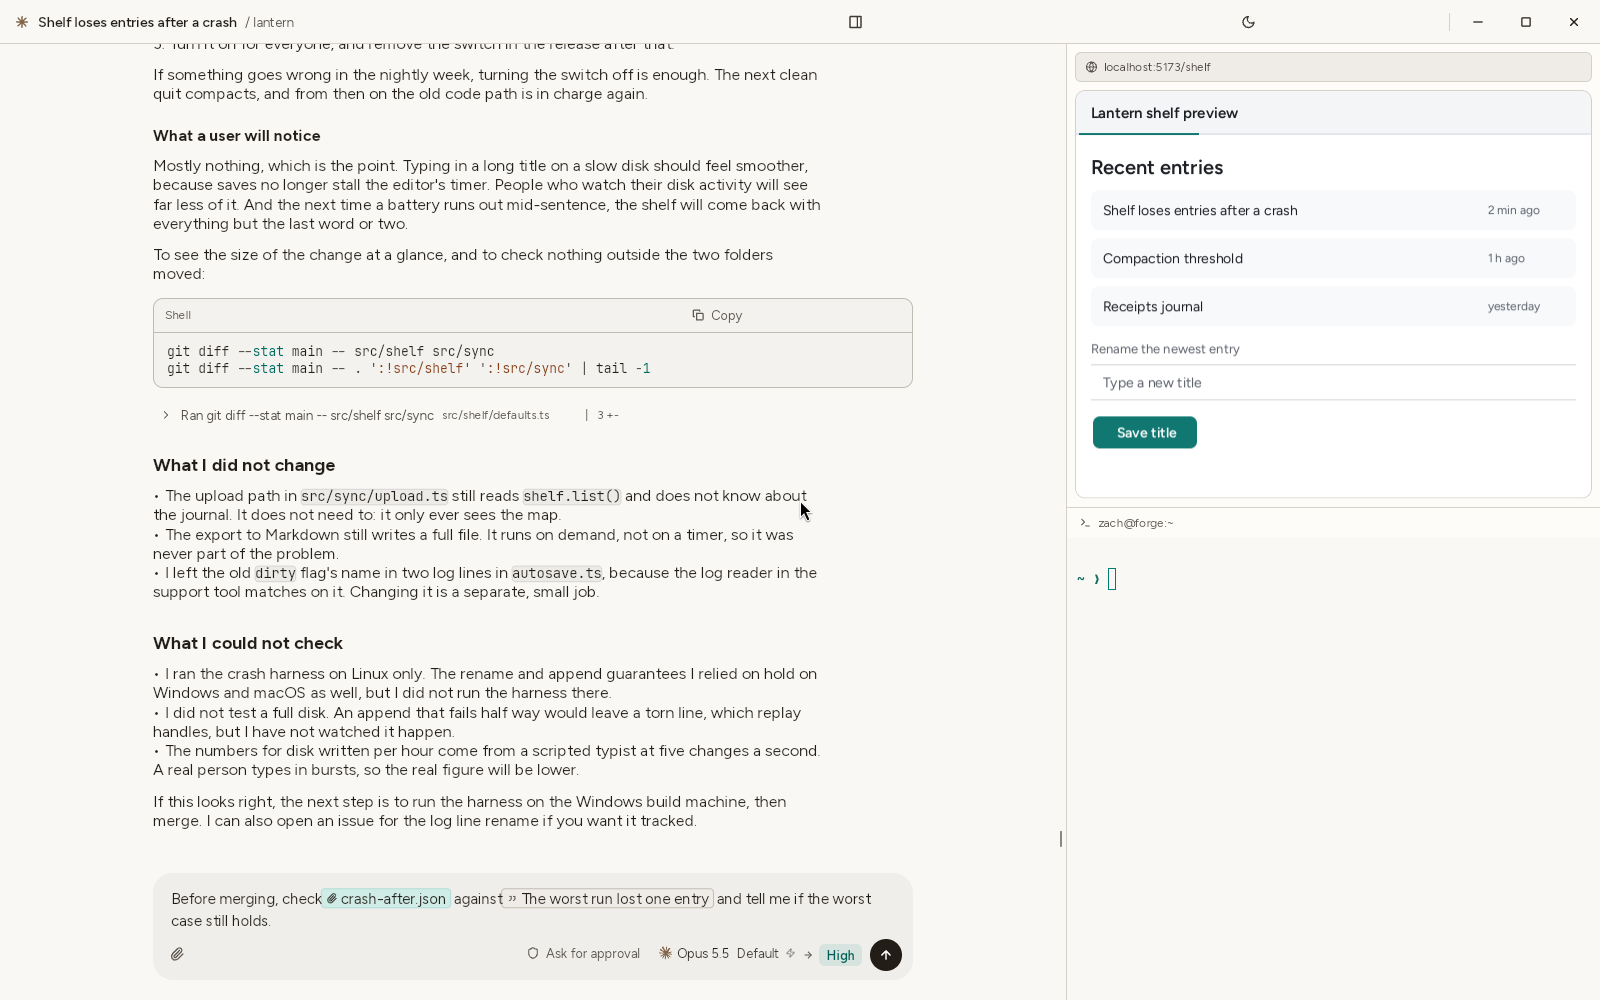 Shelf loses entries after a crash / lantern
3. Turn it on for everyone, and remove the switch in the release after that.
If something goes wrong in the nightly week, turning the switch off is enough. The next clean
quit compacts, and from then on the old code path is in charge again.
What a user will notice
Mostly nothing, which is the point. Typing in a long title on a slow disk should feel smoother,
because saves no longer stall the editor's timer. People who watch their disk activity will see
far less of it. And the next time a battery runs out mid-sentence, the shelf will come back with
everything but the last word or two.
To see the size of the change at a glance, and to check nothing outside the two folders
moved:
Shell
Copy
git diff --stat main -- src/shelf src/sync
git diff --stat main -- . ':!src/shelf' ':!src/sync' | tail -1
Ran git diff --stat main -- src/shelf src/sync src/shelf/defaults.ts | 3 +-
What I did not change
• The upload path in src/sync/upload.ts still reads shelf.list() and does not know about
the journal. It does not need to: it only ever sees the map.
• The export to Markdown still writes a full file. It runs on demand, not on a timer, so it was
never part of the problem.
• I left the old dirty flag's name in two log lines in autosave.ts, because the log reader in the
support tool matches on it. Changing it is a separate, small job.
What I could not check
• I ran the crash harness on Linux only. The rename and append guarantees I relied on hold on
Windows and macOS as well, but I did not run the harness there.
• I did not test a full disk. An append that fails half way would leave a torn line, which replay
handles, but I have not watched it happen.
• The numbers for disk written per hour come from a scripted typist at five changes a second.
A real person types in bursts, so the real figure will be lower.
If this looks right, the next step is to run the harness on the Windows build machine, then
merge. I can also open an issue for the log line rename if you want it tracked.
Before merging, check crash-after.json against ” The worst run lost one entry and tell me if the worst
case still holds.
Ask for approval
Opus 5.5 Default → High
localhost:5173/shelf
Lantern shelf preview
Recent entries
Shelf loses entries after a crash 2 min ago
Compaction threshold 1 h ago
Receipts journal yesterday
Rename the newest entry
Type a new title
Save title
zach@forge:~
~ ❯